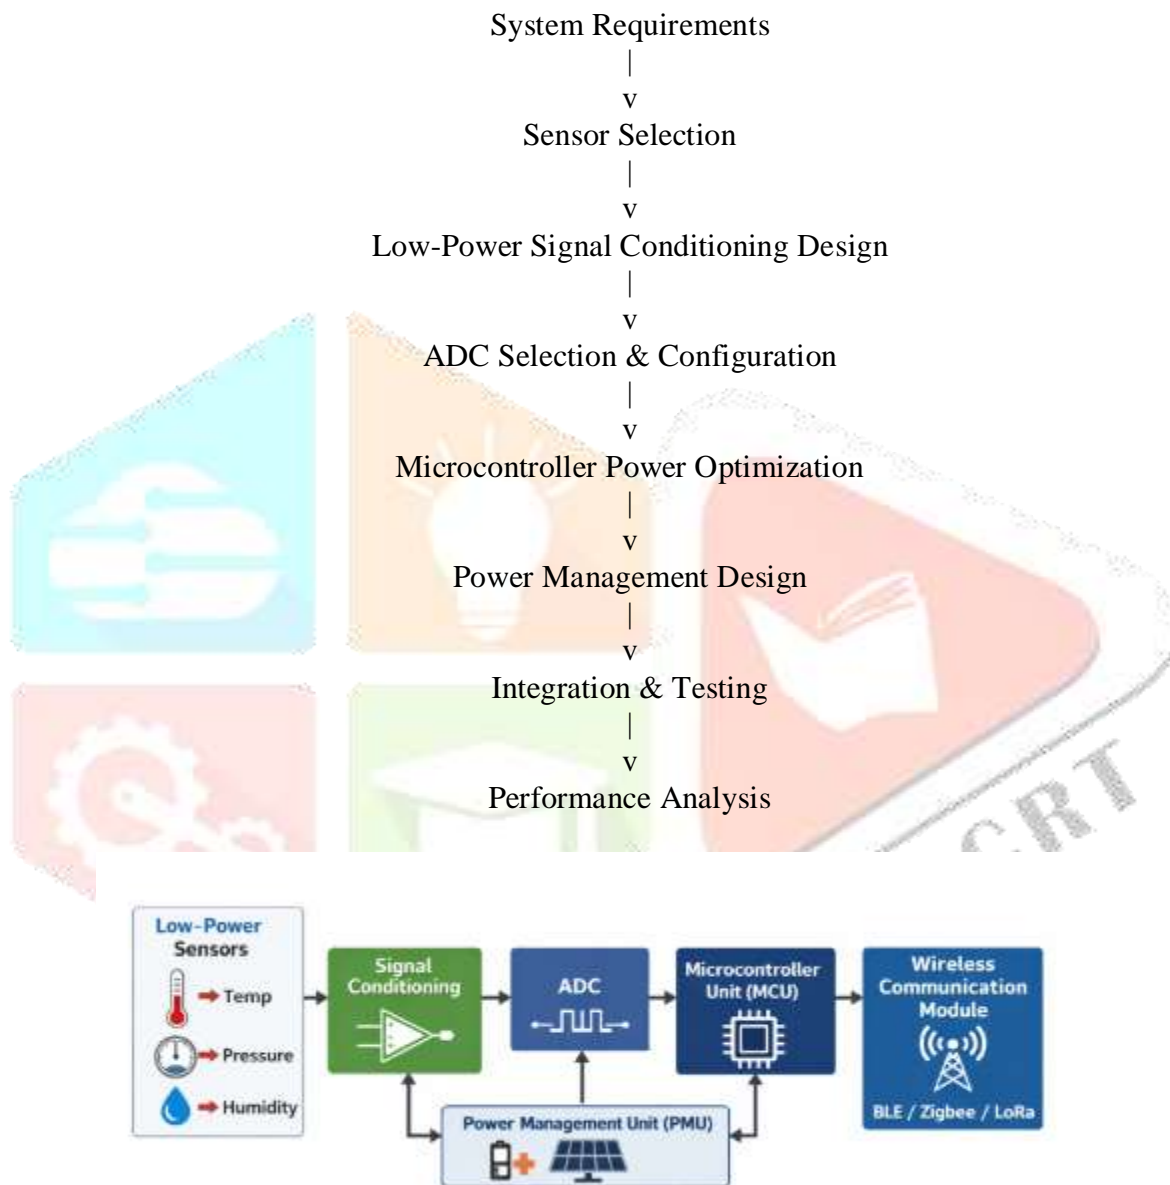 System Requirements
|
v
Sensor Selection
|
v
Low-Power Signal Conditioning Design
|
v
ADC Selection & Configuration
|
v
Microcontroller Power Optimization
|
v
Power Management Design
|
v
Integration & Testing
|
v
Performance Analysis
CRT
Low-Power
Sensors
Temp
Pressure
Humidity
Signal
Conditioning
ADC
Microcontroller
Unit (MCU)
Wireless
Communication
Module
BLE / Zigbee / LoRa
Power Management Unit (PMU)